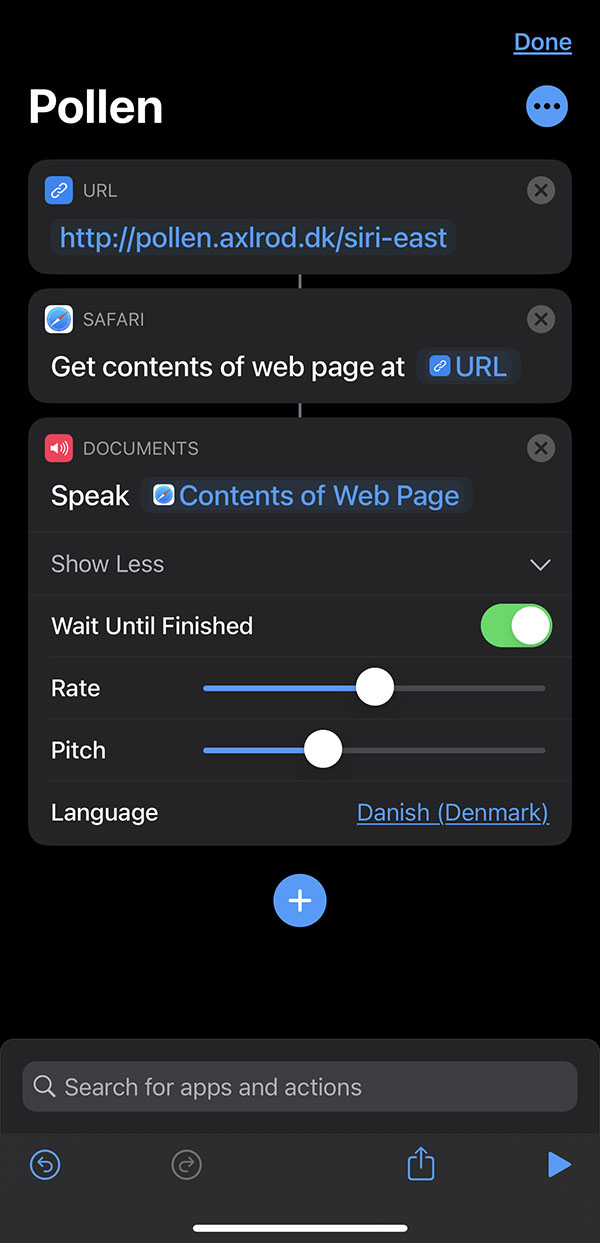 Done
Pollen
URL
http://pollen.axlrod.dk/siri-east
SAFARI
Get contents of web page at URL
DOCUMENTS
Speak Contents of Web Page
Show Less
Wait Until Finished
Rate
Pitch
Language Danish (Denmark)
Search for apps and actions